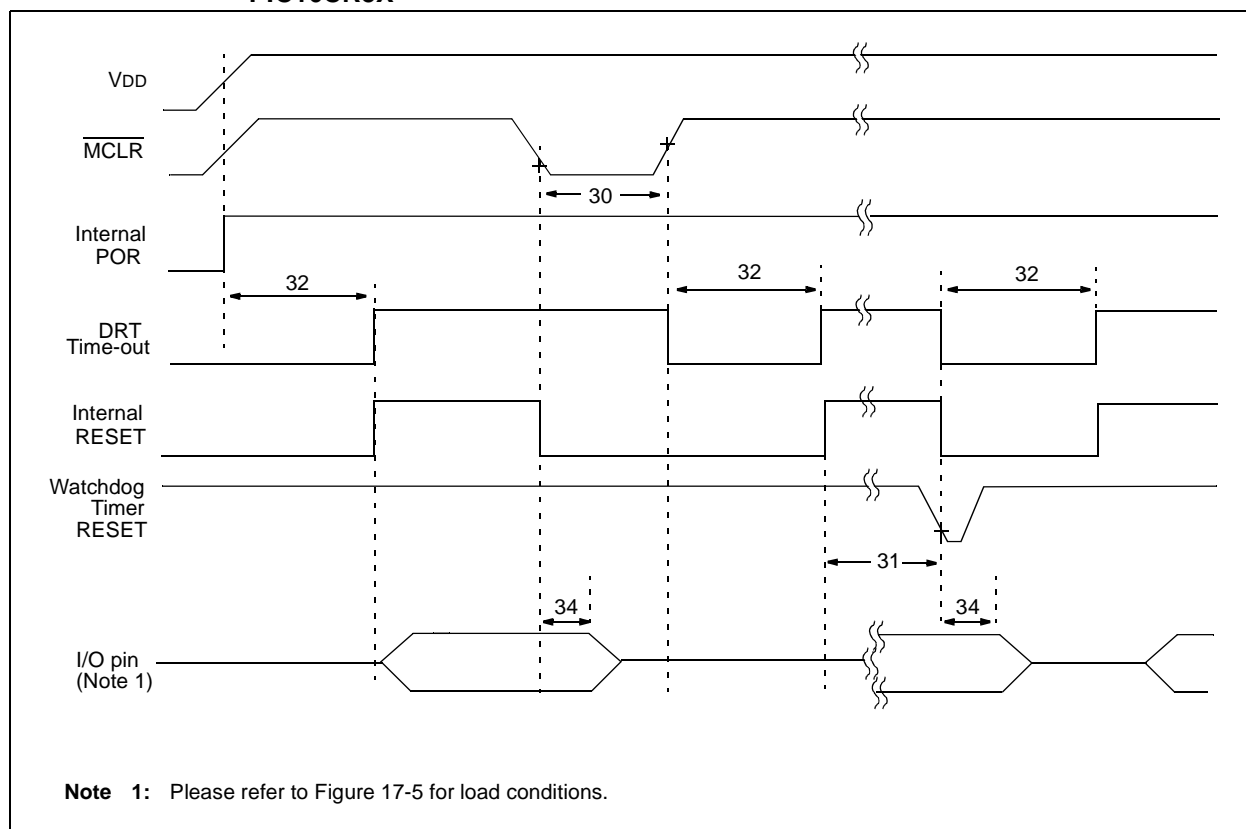 VDD
MCLR
30
Internal
POR
32
32
32
DRT
Time-out
Internal
RESET
Watchdog
Timer
RESET
31
34
34
I/O pin
(Note 1)
Note 1: Please refer to Figure 17-5 for load conditions.